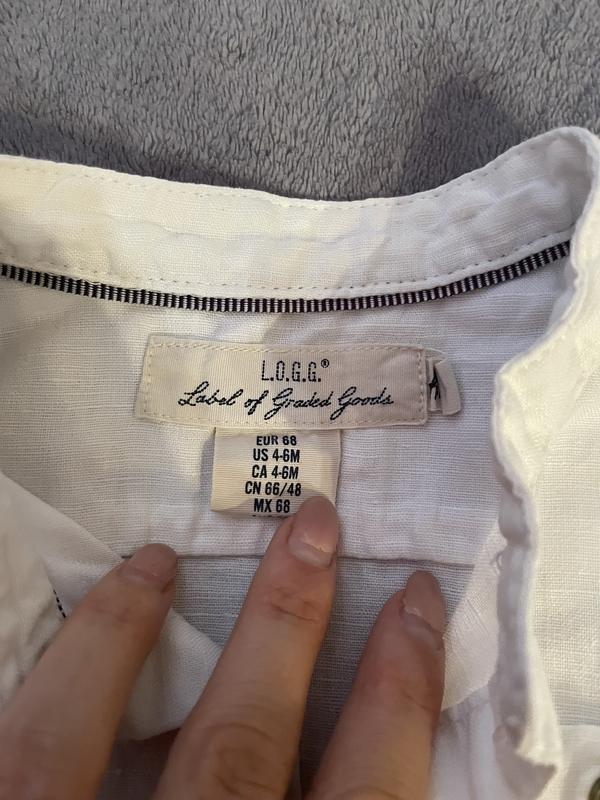 L.O.G.G.®
Label of Graded Goods
EUR 68
US 4-6M
CA 4-6M
CN 66/48
MX 68